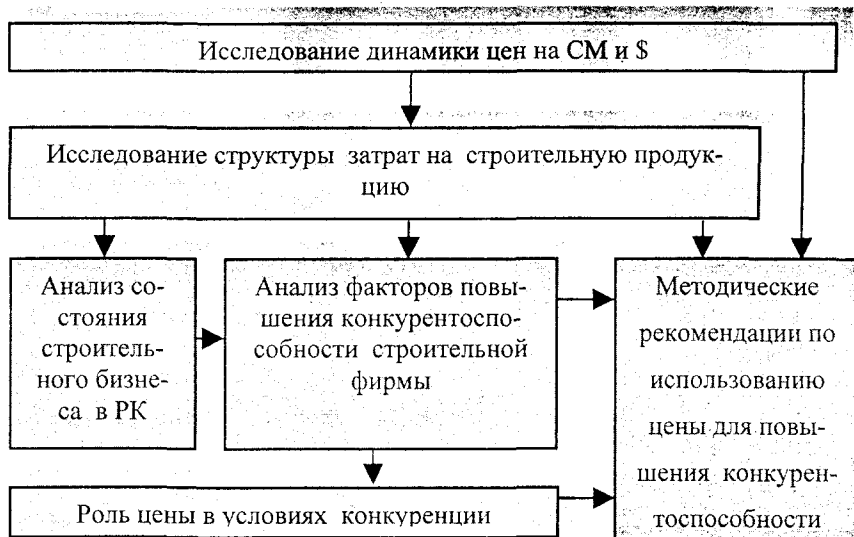 Исследование динамики цен на СМ и $
Исследование структуры затрат на строительную продук-
цию
Анализ со-
стояния
строитель-
ного бизне-
са в РК
Анализ факторов повы-
шения конкурентоспо-
собности строительной
фирмы
Методические
рекомендации по
использованию
цены для повы-
шения конкурен-
тоспособности
Роль цены в условиях конкуренции